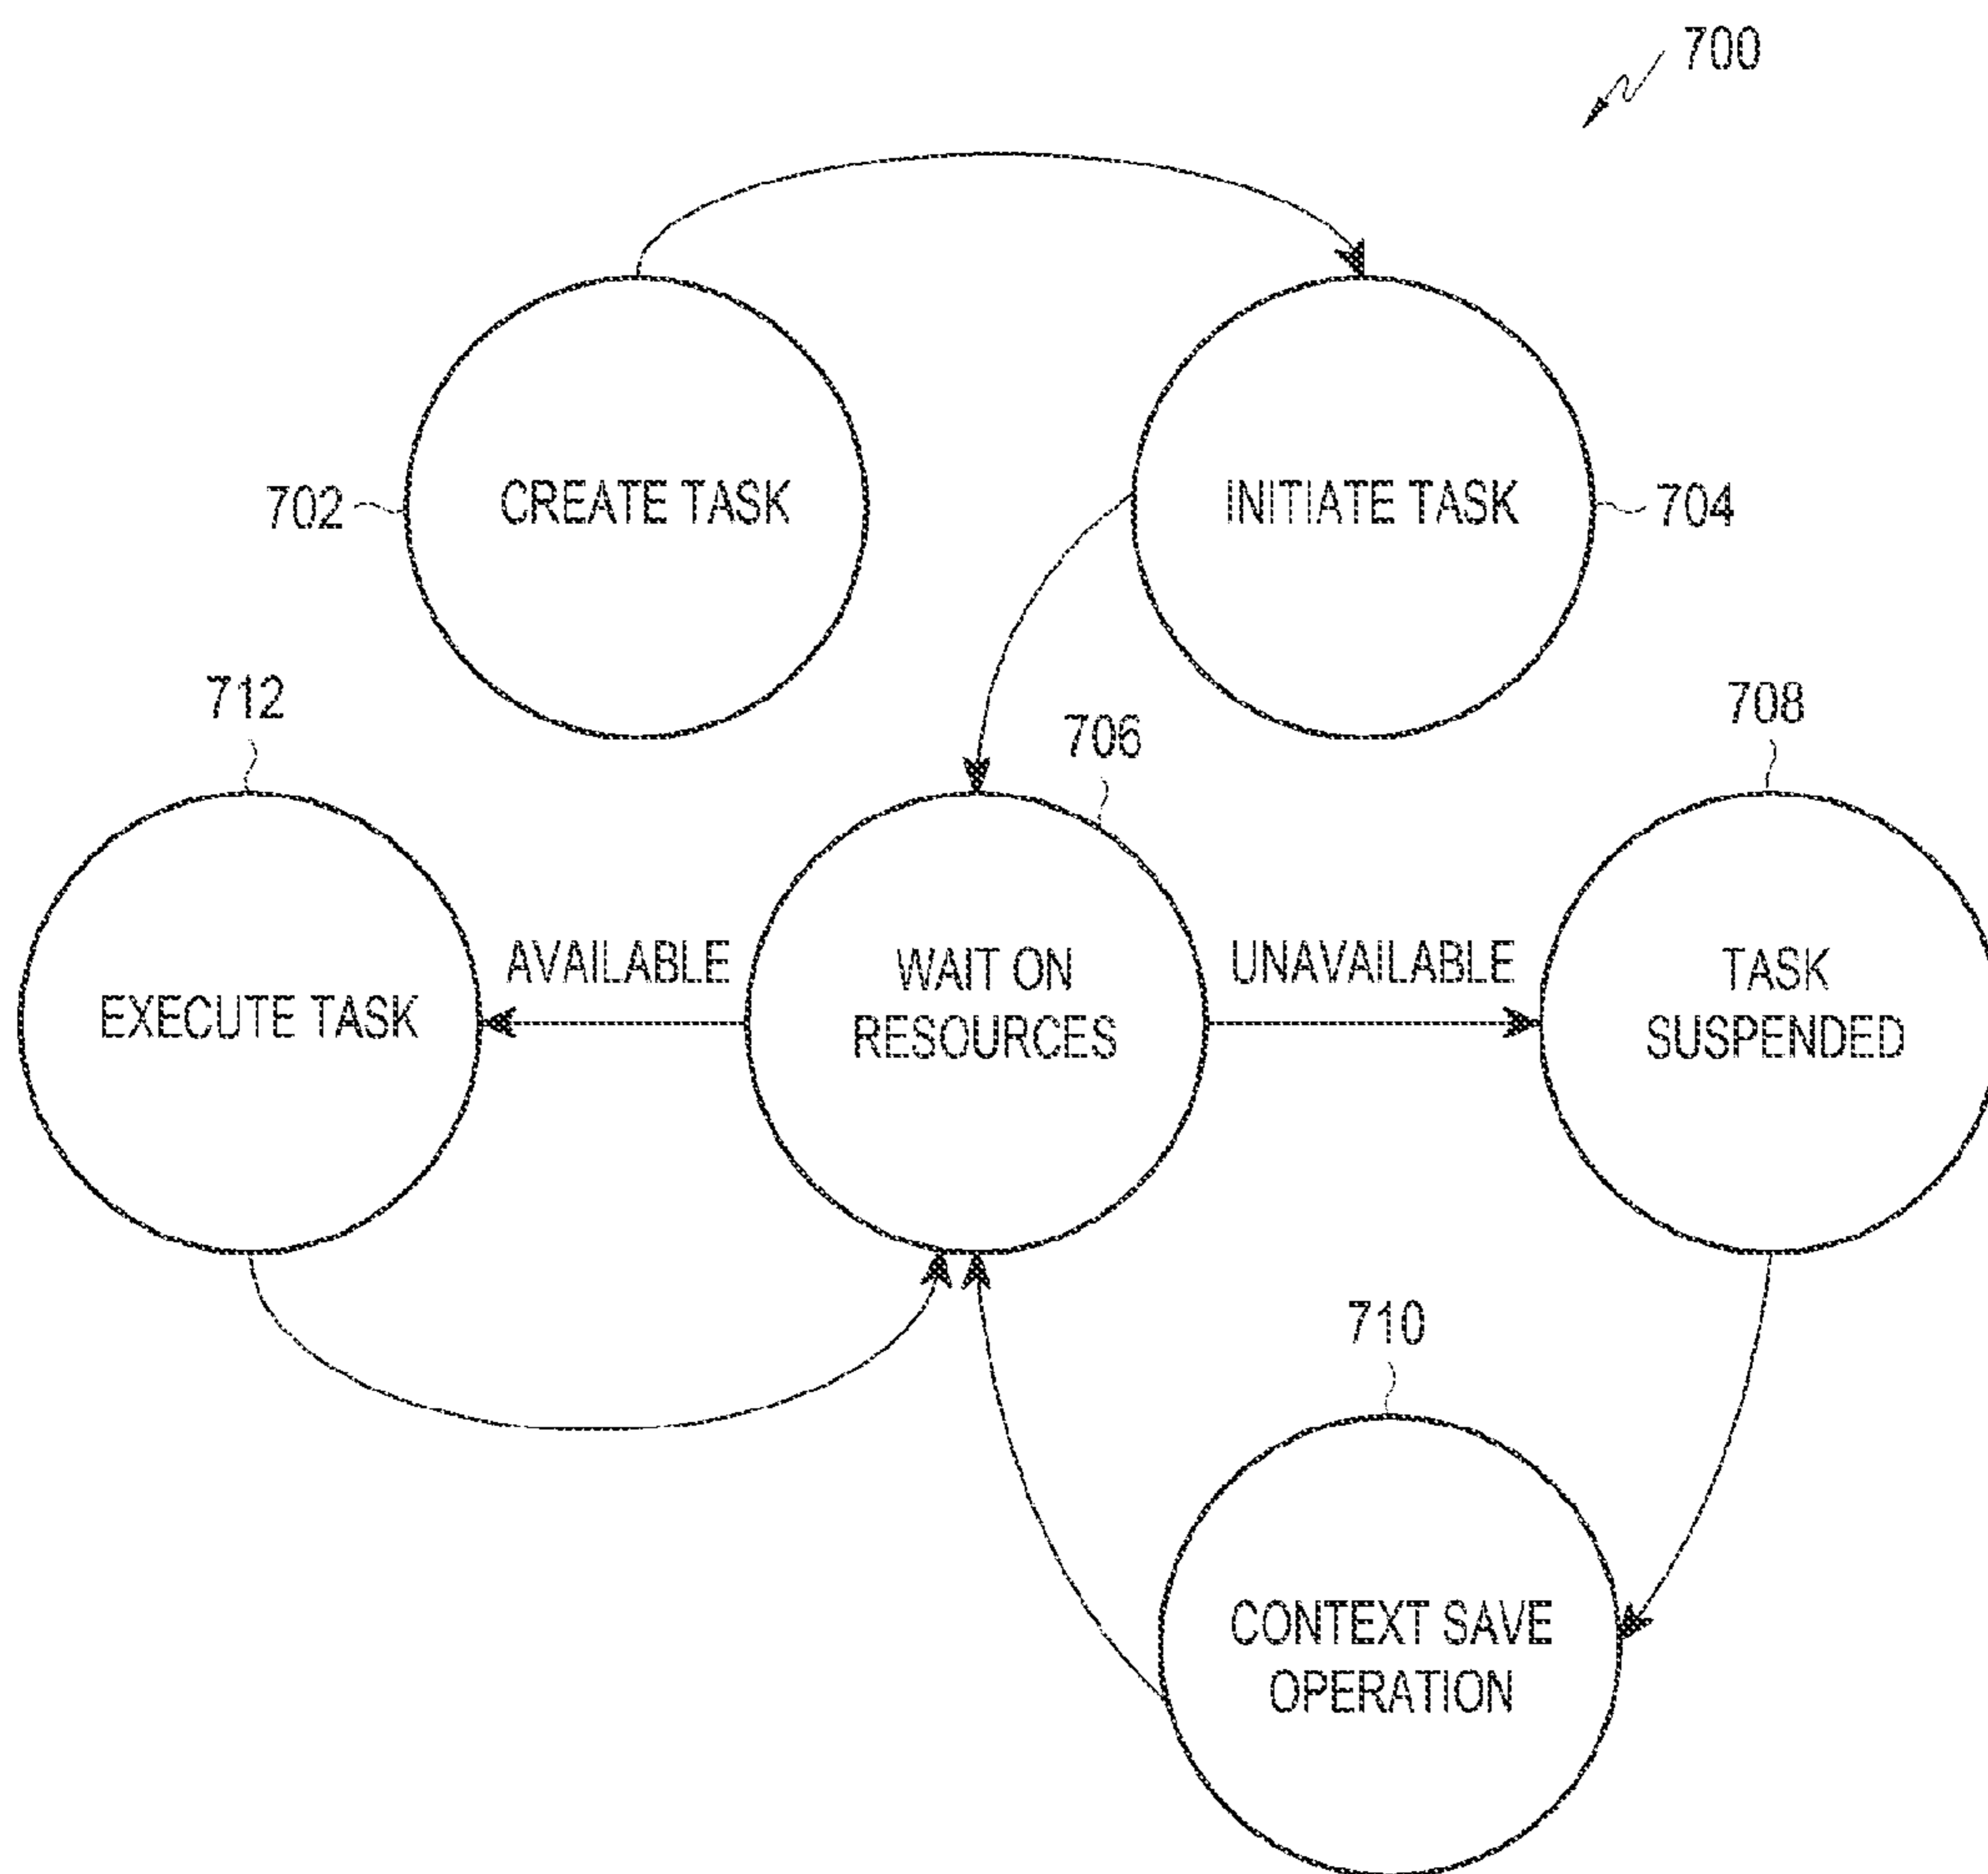 700
CREATE TASK
702
INITIATE TASK
704
712
706
708
EXECUTE TASK
AVAILABLE
WAIT ON
RESOURCES
UNAVAILABLE
TASK
SUSPENDED
710
CONTEXT SAVE
OPERATION